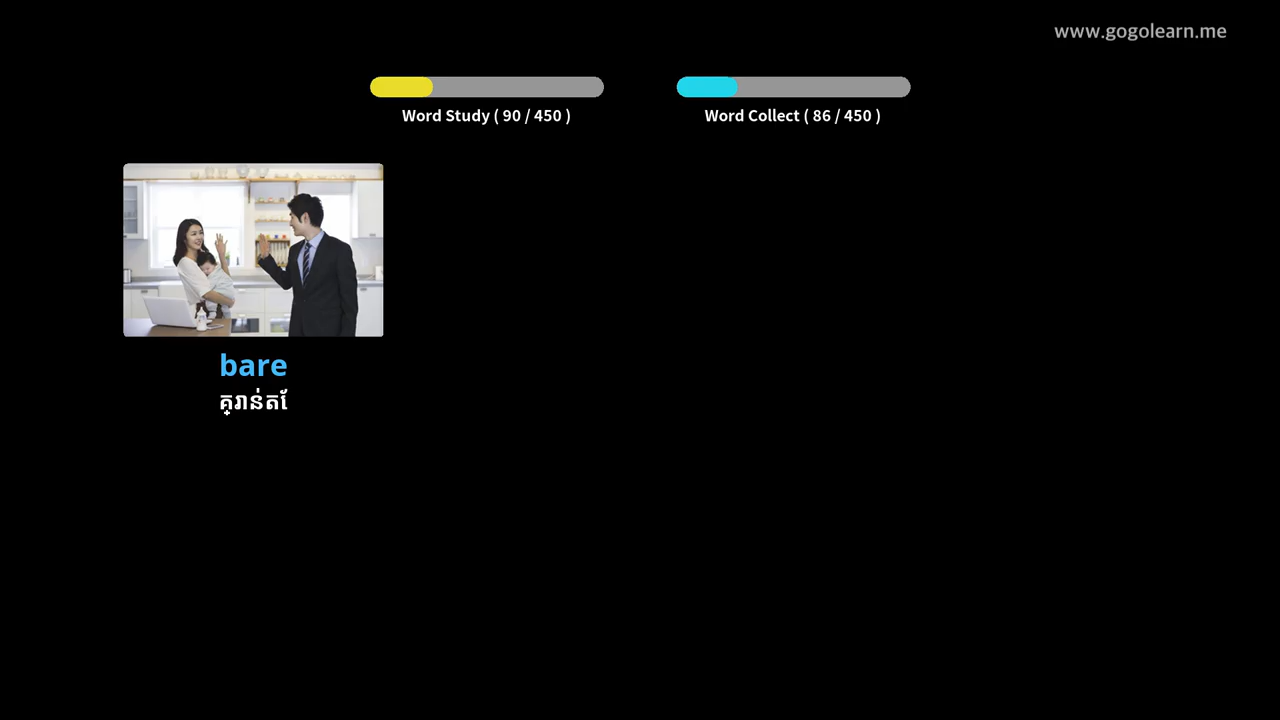 www.gogolearn.me
Word Study ( 90 / 450 )
Word Collect ( 86 / 450 )
bare
គ្រាន់តែ